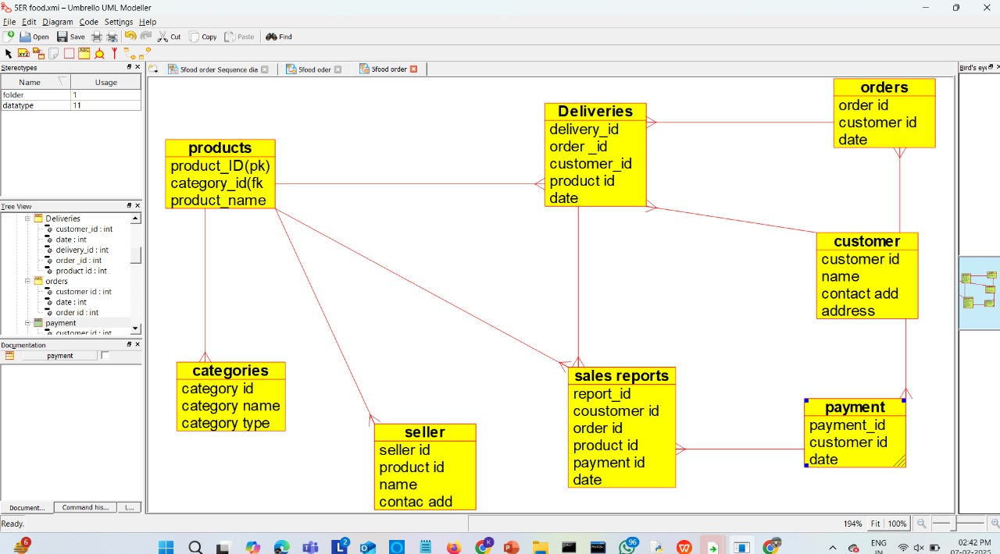 5ER food.xmi – Umbrello UML Modeller
File Edit Diagram Code Settings Help
Open Save Cut Copy Paste Find
Stereotypes
Name Usage
folder 1
datatype 11
Tree View
Deliveries
customer_id : int
date : int
delivery_id : int
order _id : int
product id : int
orders
customer id : int
date : int
order id : int
payment
customer id : int
Documentation
payment
Document... Command his... L...
5food order Sequence dia
5food oder
5food order
Bird's eye
products
product_ID(pk)
category_id(fk
product_name
Deliveries
delivery_id
order _id
customer_id
product id
date
orders
order id
customer id
date
customer
customer id
name
contact add
address
categories
category id
category name
category type
seller
seller id
product id
name
contac add
sales reports
report_id
coustomer id
order id
product id
payment id
date
payment
payment_id
customer id
date
Ready.
194% Fit 100%
6
2
K
96
ENG
IN
02:42 PM
07-02-2025